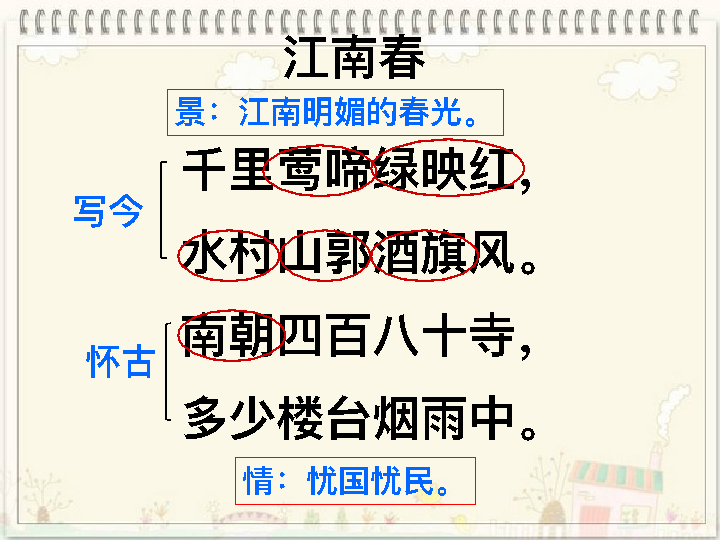 江南春
景：江南明媚的春光。
千里莺啼绿映红，
写今
水村山郭酒旗风。
南朝四百八十寺，
怀古
多少楼台烟雨中。
情：忧国忧民。